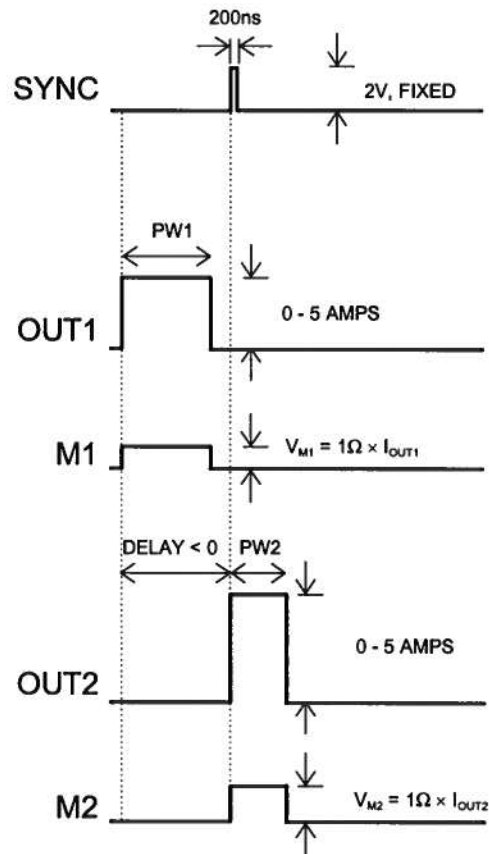 200ns
SYNC
2V, FIXED
PW1
OUT1
0 - 5 AMPS
M1
V_M1 = 1Ω × I_OUT1
DELAY < 0
PW2
OUT2
0 - 5 AMPS
M2
V_M2 = 1Ω × I_OUT2